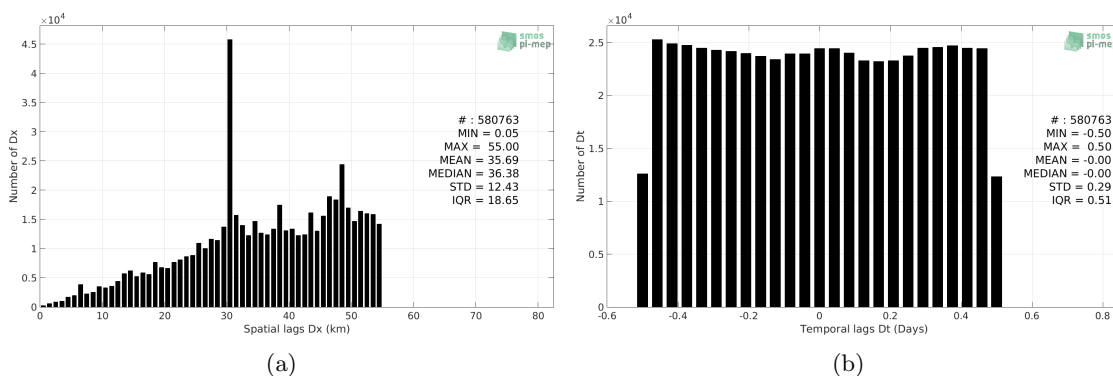 ×10⁴
4.5
4
3.5
3
2.5
2
1.5
1
0.5
0
Number of Dx
0 10 20 30 40 50 60 70 80
Spatial lags Dx (km)
smos
pi-mep
# : 580763
MIN = 0.05
MAX = 55.00
MEAN = 35.69
MEDIAN = 36.38
STD = 12.43
IQR = 18.65
(a)
×10⁴
2.5
2
1.5
1
0.5
0
Number of Dt
-0.6 -0.4 -0.2 0 0.2 0.4 0.6 0.8
Temporal lags Dt (Days)
smos
pi-mep
# : 580763
MIN = -0.50
MAX = 0.50
MEAN = -0.00
MEDIAN = -0.00
STD = 0.29
IQR = 0.51
(b)